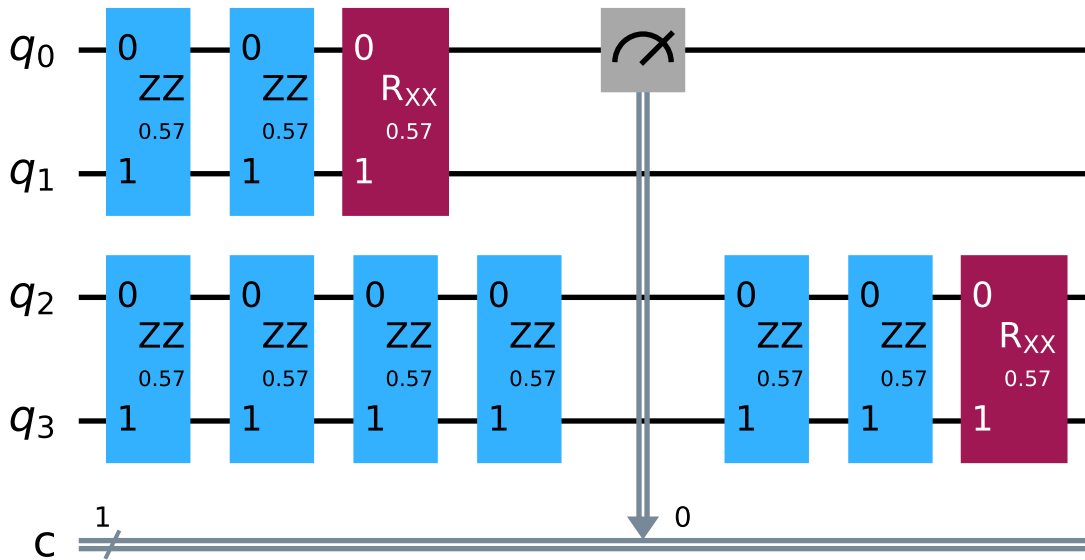 q0 0 0 0
ZZ ZZ RXX
0.57 0.57 0.57
q1 1 1 1
q2 0 0 0 0 0 0 0
ZZ ZZ ZZ ZZ ZZ ZZ RXX
0.57 0.57 0.57 0.57 0.57 0.57 0.57
q3 1 1 1 1 1 1 1
1 0
c